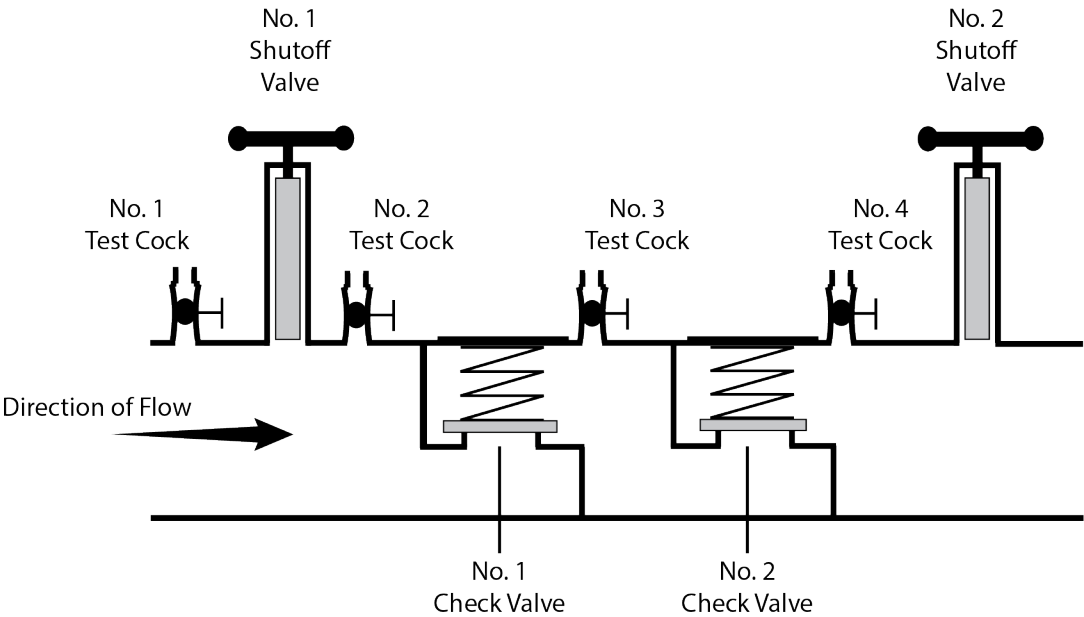 No. 1
Shutoff
Valve
No. 2
Shutoff
Valve
No. 1
Test Cock
No. 2
Test Cock
No. 3
Test Cock
No. 4
Test Cock
Direction of Flow
No. 1
Check Valve
No. 2
Check Valve